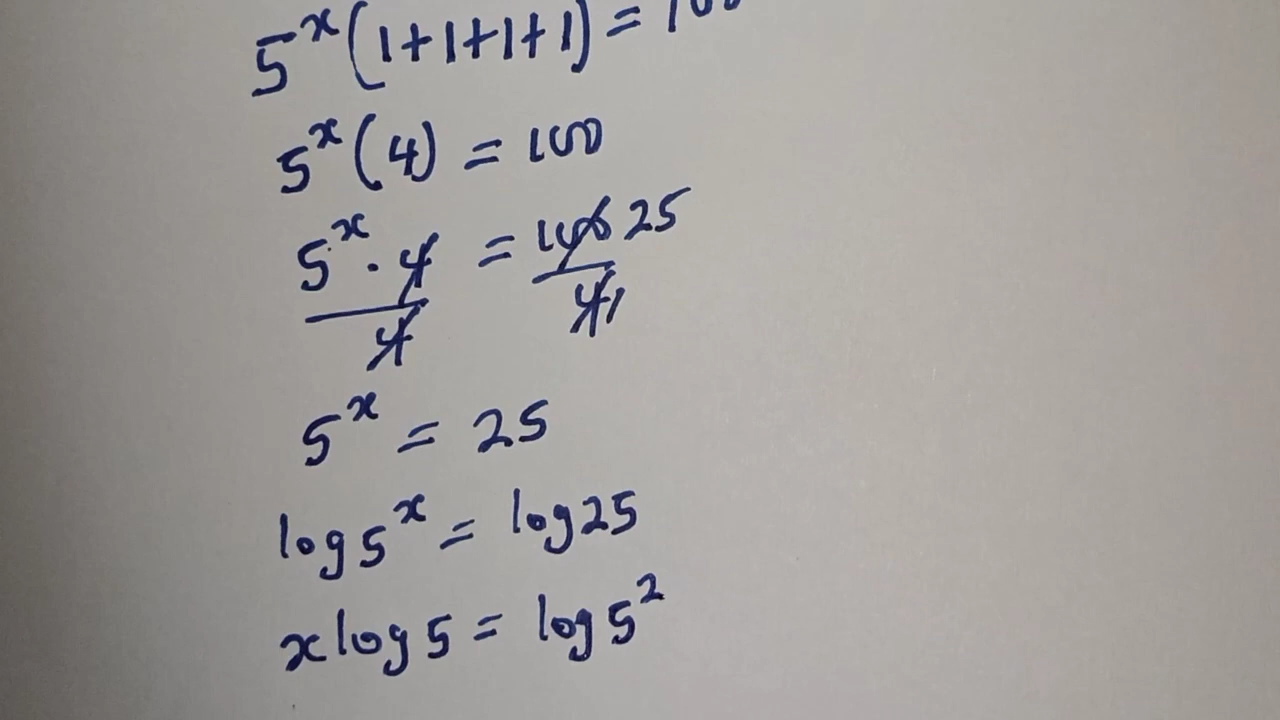 5^x(1+1+1+1) = 100
5^x(4) = 100
5^x · 4 / 4 = 100 25 / 4 1
5^x = 25
log 5^x = log 25
x log 5 = log 5^2